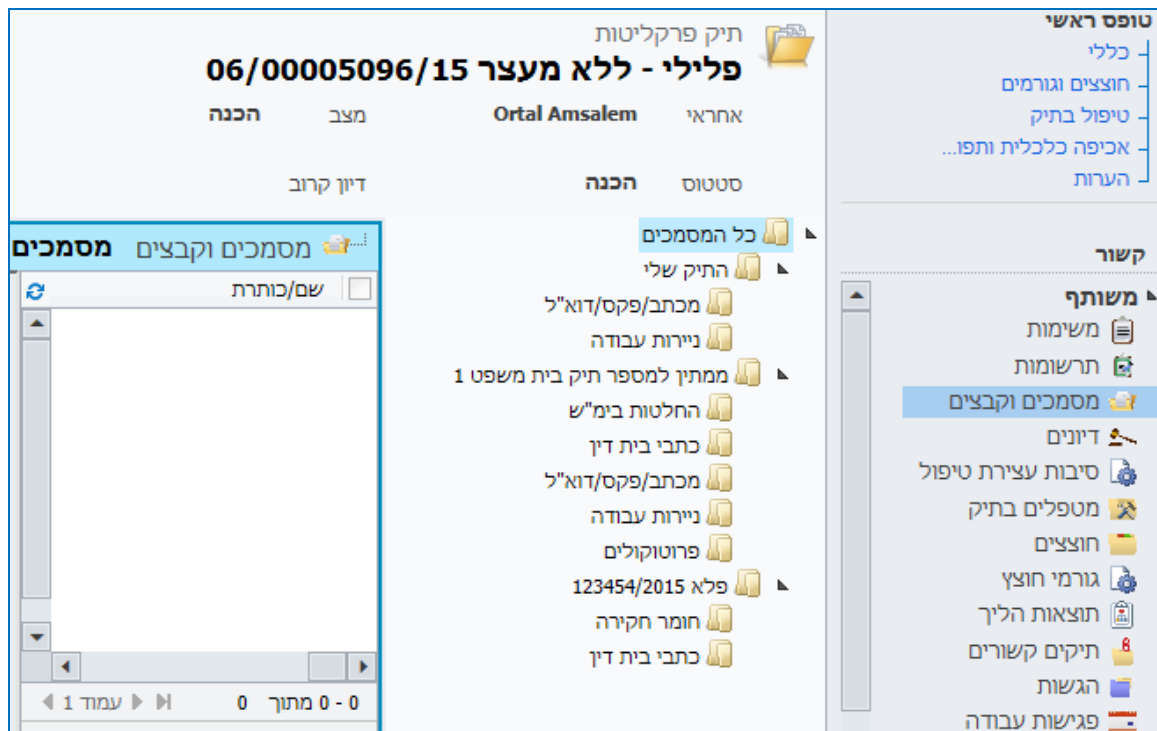 טופס ראשי
כללי
חוצצים וגורמים
טיפול בתיק
אכיפה כלכלית ותפו...
הערות
קשור
משותף
משימות
תרשומות
מסמכים וקבצים
דיונים
סיבות עצירת טיפול
מטפלים בתיק
חוצצים
גורמי חוצץ
תוצאות הליך
תיקים קשורים
הגשות
פגישות עבודה
תיק פרקליטות
פלילי - ללא מעצר 06/00005096/15
אחראי Ortal Amsalem מצב הכנה
סטטוס הכנה דיון קרוב
כל המסמכים
התיק שלי
מכתב/פקס/דוא"ל
ניירות עבודה
ממתין למספר תיק בית משפט 1
החלטות בימ"ש
כתבי בית דין
מכתב/פקס/דוא"ל
ניירות עבודה
פרוטוקולים
פלא 123454/2015
חומר חקירה
כתבי בית דין
מסמכים וקבצים מסמכים
שם/כותרת
0 - 0 מתוך 0 עמוד 1